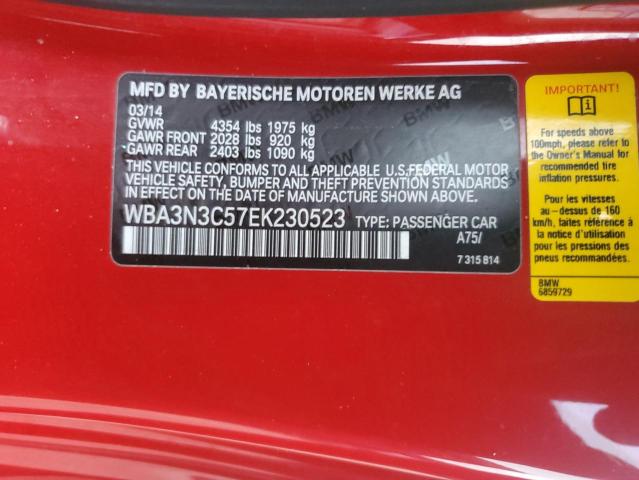 MFD BY BAYERISCHE MOTOREN WERKE AG
03/14
GVWR 4354 lbs 1975 kg
GAWR FRONT 2028 lbs 920 kg
GAWR REAR 2403 lbs 1090 kg
THIS VEHICLE CONFORMS TO ALL APPLICABLE U.S.FEDERAL MOTOR
VEHICLE SAFETY, BUMPER AND THEFT PREVENTION STANDARDS
IN EFFECT ON THE DATE OF MANUFACTURE SHOWN ABOVE.
WBA3N3C57EK230523 TYPE: PASSENGER CAR
A75/
7 315 814
IMPORTANT!
For speeds above
100mph, please refer to
the Owner's Manual for
recommended tire
inflation pressures.
Pour les vitesses
au-dessus de 160
km/h, faites référence à
la notice d'utilisation
pour les pressions des
pneus recommandées.
BMW
6859729